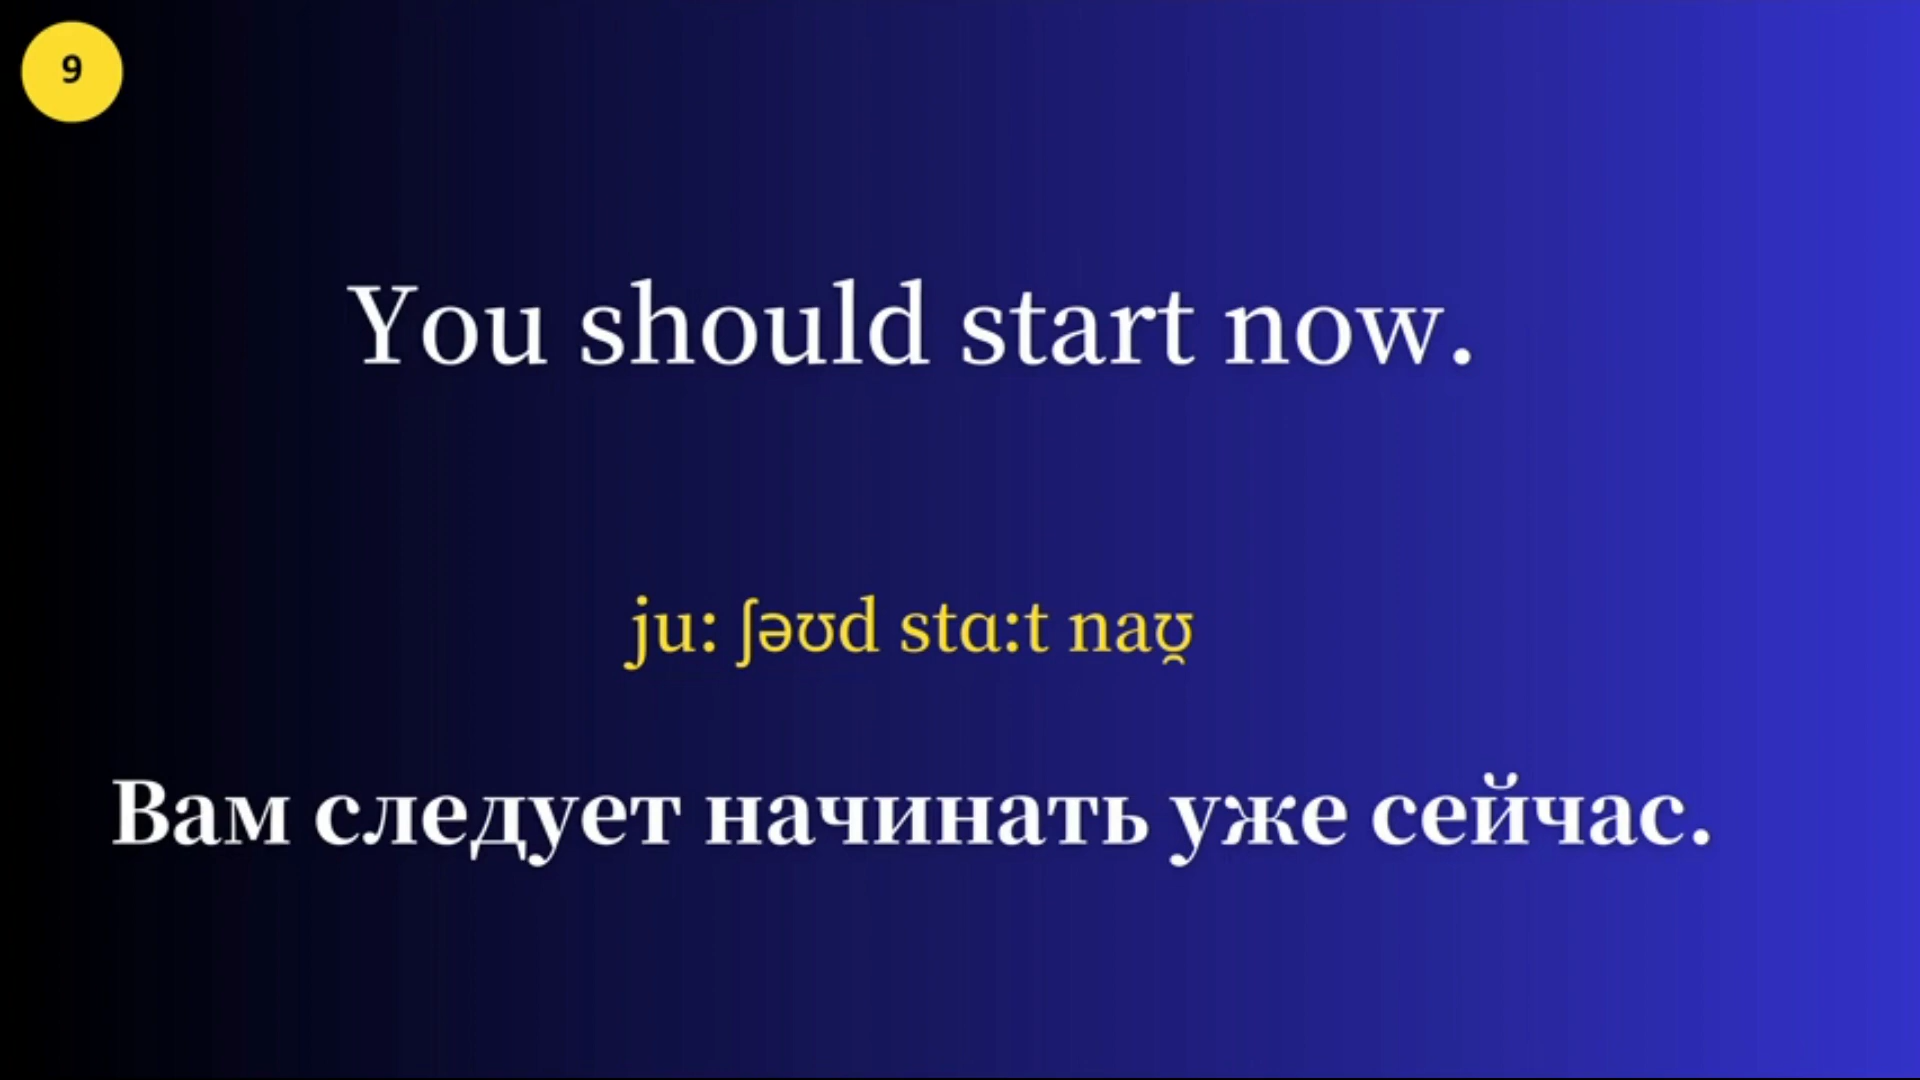 9
You should start now.
ju: ʃəʊd stɑ:t naʊ̯
Вам следует начинать уже сейчас.